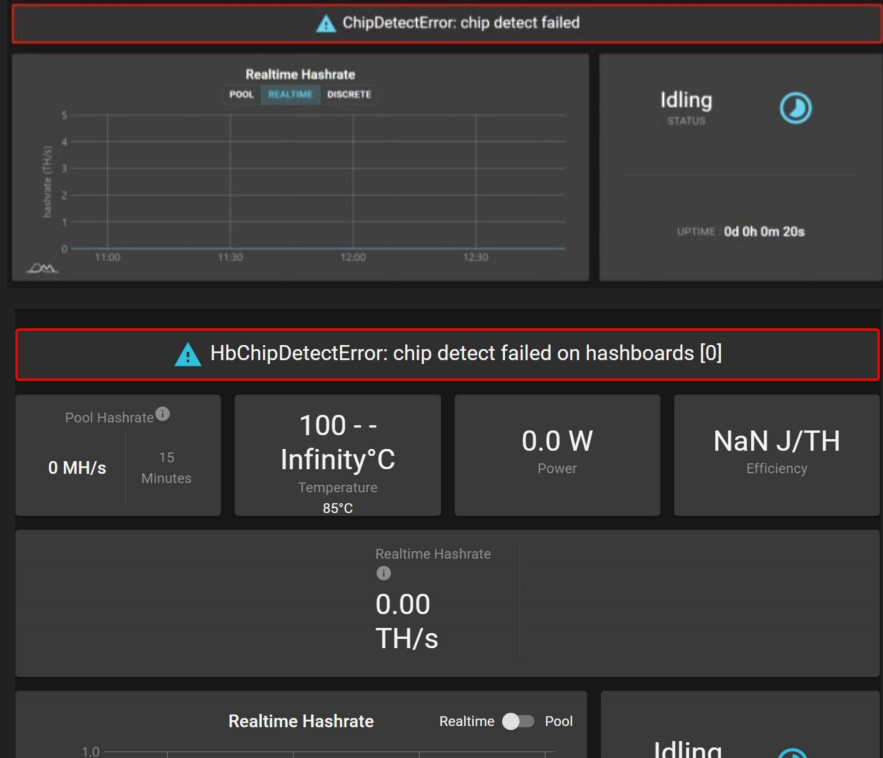 ChipDetectError: chip detect failed
Realtime Hashrate
POOL REALTIME DISCRETE
hashrate (TH/s)
5
4
3
2
1
0
11:00 11:30 12:00 12:30
Idling
STATUS
UPTIME : 0d 0h 0m 20s
HbChipDetectError: chip detect failed on hashboards [0]
Pool Hashrate
0 MH/s
15
Minutes
100 - -
Infinity°C
Temperature
85°C
0.0 W
Power
NaN J/TH
Efficiency
Realtime Hashrate
0.00
TH/s
Realtime Hashrate
Realtime Pool
1.0
Idling